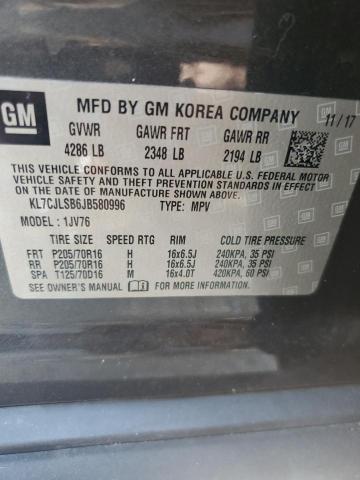 GM
MFD BY GM KOREA COMPANY 11/17
GVWR GAWR FRT GAWR RR
4286 LB 2348 LB 2194 LB
THIS VEHICLE CONFORMS TO ALL APPLICABLE U.S. FEDERAL MOTOR
VEHICLE SAFETY, BUMPER, AND THEFT PREVENTION STANDARDS IN EFFECT
ON THE DATE OF MANUFACTURE SHOWN ABOVE.
KL7CJLSB6JB580996 TYPE: MPV
MODEL : 1JV76
TIRE SIZE SPEED RTG RIM COLD TIRE PRESSURE
FRT P205/70R16 H 16x6.5J 240KPA, 35 PSI
RR P205/70R16 H 16x6.5J 240KPA, 35 PSI
SPA T125/70D16 M 16x4.0T 420KPA, 60 PSI
SEE OWNER'S MANUAL FOR MORE INFORMATION.